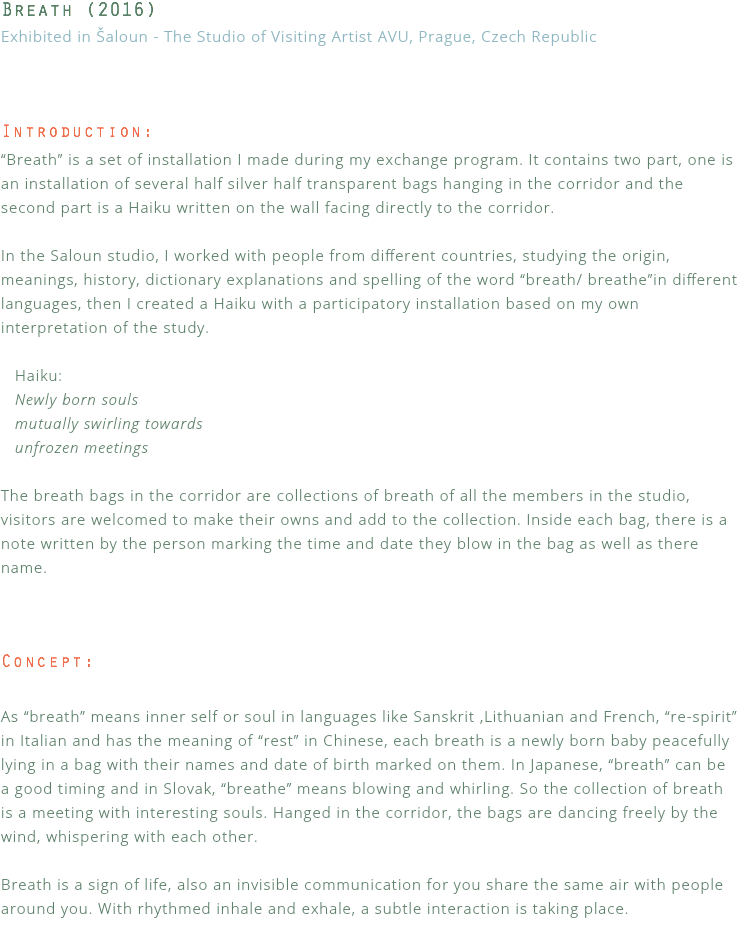 Breath (2016)
Exhibited in Šaloun - The Studio of Visiting Artist AVU, Prague, Czech Republic
Introduction:
“Breath” is a set of installation I made during my exchange program. It contains two part, one is
an installation of several half silver half transparent bags hanging in the corridor and the
second part is a Haiku written on the wall facing directly to the corridor.
In the Saloun studio, I worked with people from different countries, studying the origin,
meanings, history, dictionary explanations and spelling of the word “breath/ breathe”in different
languages, then I created a Haiku with a participatory installation based on my own
interpretation of the study.
Haiku:
Newly born souls
mutually swirling towards
unfrozen meetings
The breath bags in the corridor are collections of breath of all the members in the studio,
visitors are welcomed to make their owns and add to the collection. Inside each bag, there is a
note written by the person marking the time and date they blow in the bag as well as there
name.
Concept:
As “breath” means inner self or soul in languages like Sanskrit ,Lithuanian and French, “re-spirit”
in Italian and has the meaning of “rest” in Chinese, each breath is a newly born baby peacefully
lying in a bag with their names and date of birth marked on them. In Japanese, “breath” can be
a good timing and in Slovak, “breathe” means blowing and whirling. So the collection of breath
is a meeting with interesting souls. Hanged in the corridor, the bags are dancing freely by the
wind, whispering with each other.
Breath is a sign of life, also an invisible communication for you share the same air with people
around you. With rhythmed inhale and exhale, a subtle interaction is taking place.